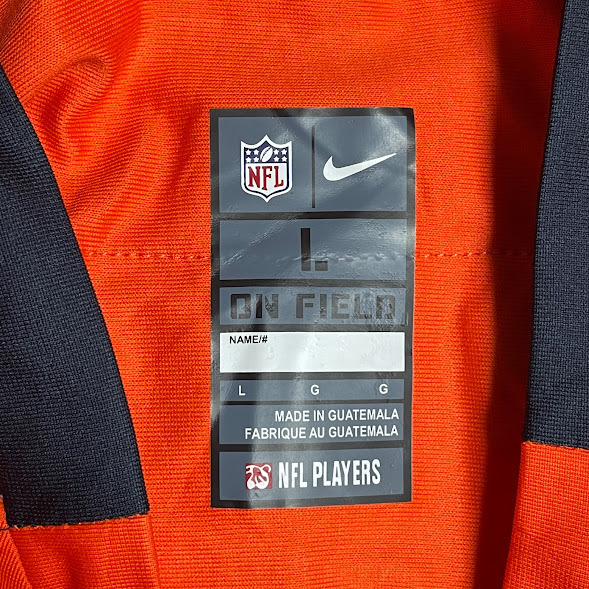 NFL
L
ON FIELD
NAME/#
L G G
MADE IN GUATEMALA
FABRIQUE AU GUATEMALA
NFL PLAYERS